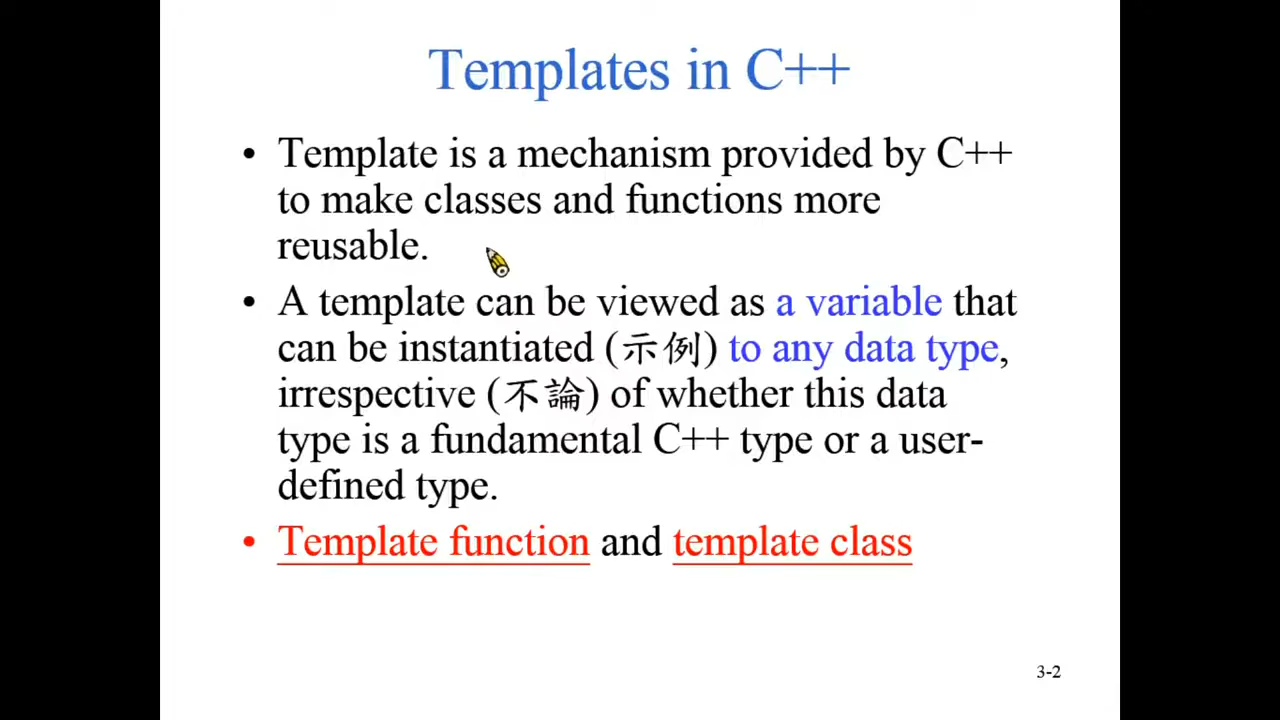 Templates in C++
• Template is a mechanism provided by C++
to make classes and functions more
reusable.
• A template can be viewed as a variable that
can be instantiated (示例) to any data type,
irrespective (不論) of whether this data
type is a fundamental C++ type or a user-
defined type.
• Template function and template class
3-2